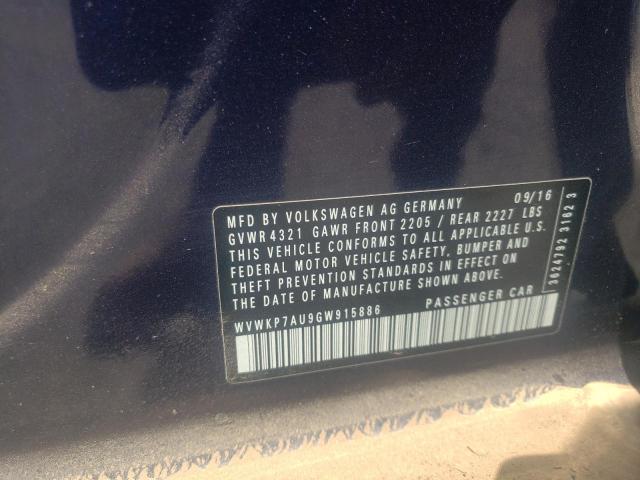 MFD BY VOLKSWAGEN AG GERMANY 09/16
GVWR 4321 GAWR FRONT 2205 / REAR 2227 LBS
THIS VEHICLE CONFORMS TO ALL APPLICABLE U.S.
FEDERAL MOTOR VEHICLE SAFETY, BUMPER AND
THEFT PREVENTION STANDARDS IN EFFECT ON
THE DATE OF MANUFACTURE SHOWN ABOVE.
WVWKP7AU9GW915886 PASSENGER CAR
3624792 3162 3